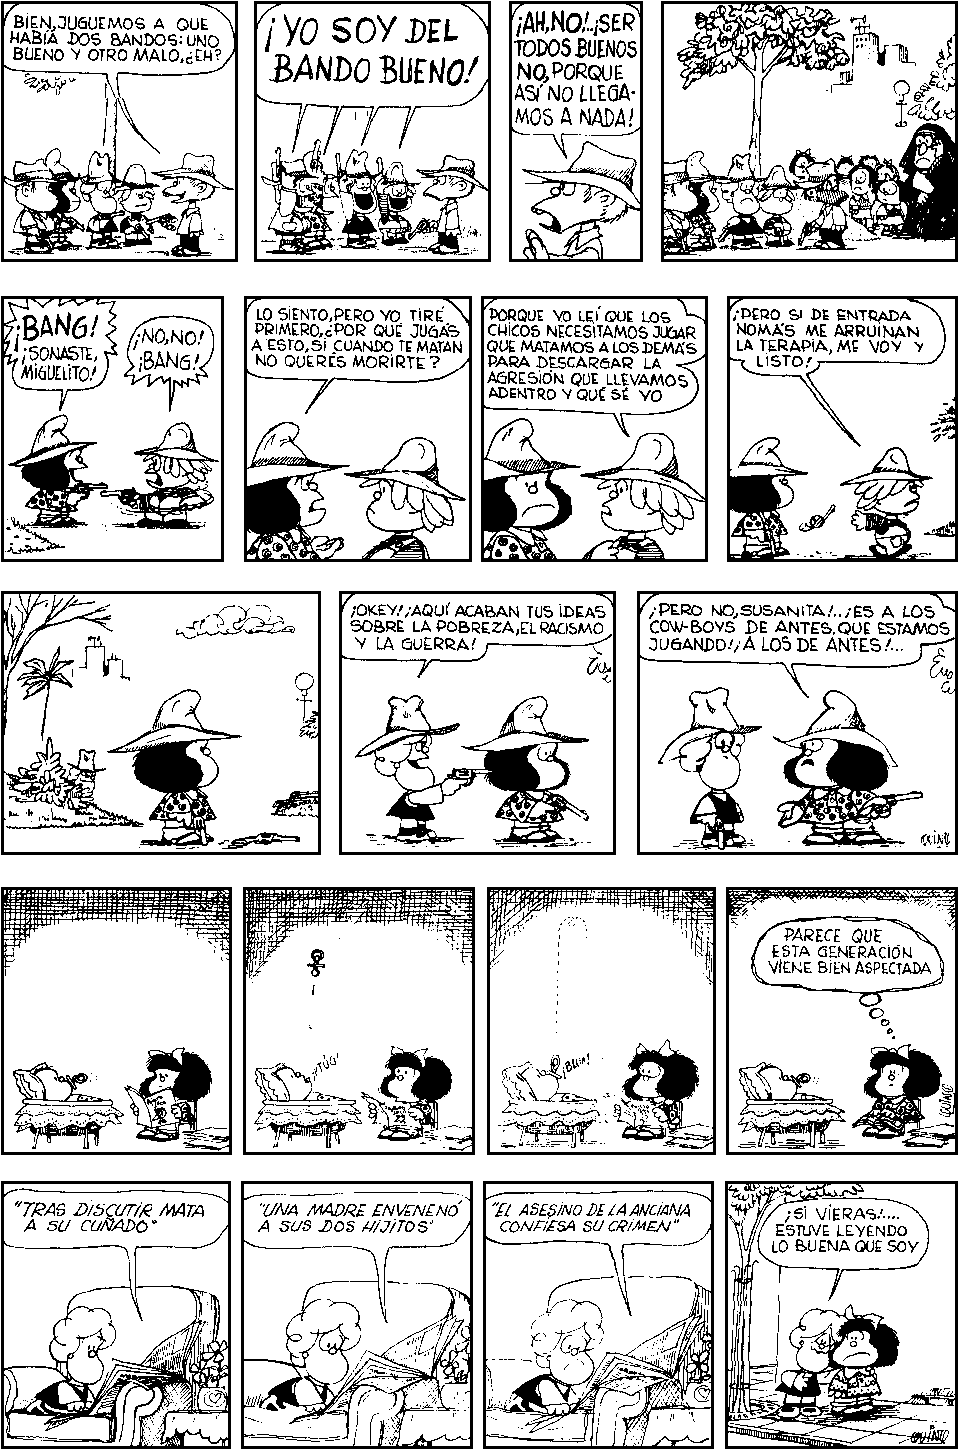 BIEN, JUGUEMOS A QUE
HABÍA DOS BANDOS: UNO
BUENO Y OTRO MALO, ¿EH?
¡YO SOY DEL
BANDO BUENO!
¡AH, NO!..¡SER
TODOS BUENOS
NO, PORQUE
ASÍ NO LLEGA-
MOS A NADA!
¡BANG!
¡SONASTE,
MIGUELITO!
¡NO, NO!
¡BANG!
LO SIENTO, PERO YO TIRÉ
PRIMERO, ¿POR QUÉ JUGÁS
A ESTO, SI CUANDO TE MATAN
NO QUERÉS MORIRTE?
PORQUE YO LEÍ QUE LOS
CHICOS NECESITAMOS JUGAR
QUE MATAMOS A LOS DEMÁS
PARA DESCARGAR LA
AGRESIÓN QUE LLEVAMOS
ADENTRO Y QUÉ SÉ YO
¡PERO SI DE ENTRADA
NOMÁS ME ARRUINAN
LA TERAPIA, ME VOY Y
LISTO!
¡OKEY! ¡AQUÍ ACABAN TUS IDEAS
SOBRE LA POBREZA, EL RACISMO
Y LA GUERRA!
¡PERO NO, SUSANITA!...¡ES A LOS
COW-BOYS DE ANTES, QUE ESTAMOS
JUGANDO! ¡A LOS DE ANTES!...
QUINO
¡TÚG!
¡BUIM!
PARECE QUE
ESTA GENERACIÓN
VIENE BIEN ASPECTADA
QUINO
"TRAS DISCUTIR MATA
A SU CUÑADO"
"UNA MADRE ENVENENÓ
A SUS DOS HIJITOS"
"EL ASESINO DE LA ANCIANA
CONFIESA SU CRIMEN"
¡SI VIERAS!....
ESTUVE LEYENDO
LO BUENA QUE SOY
QUINO